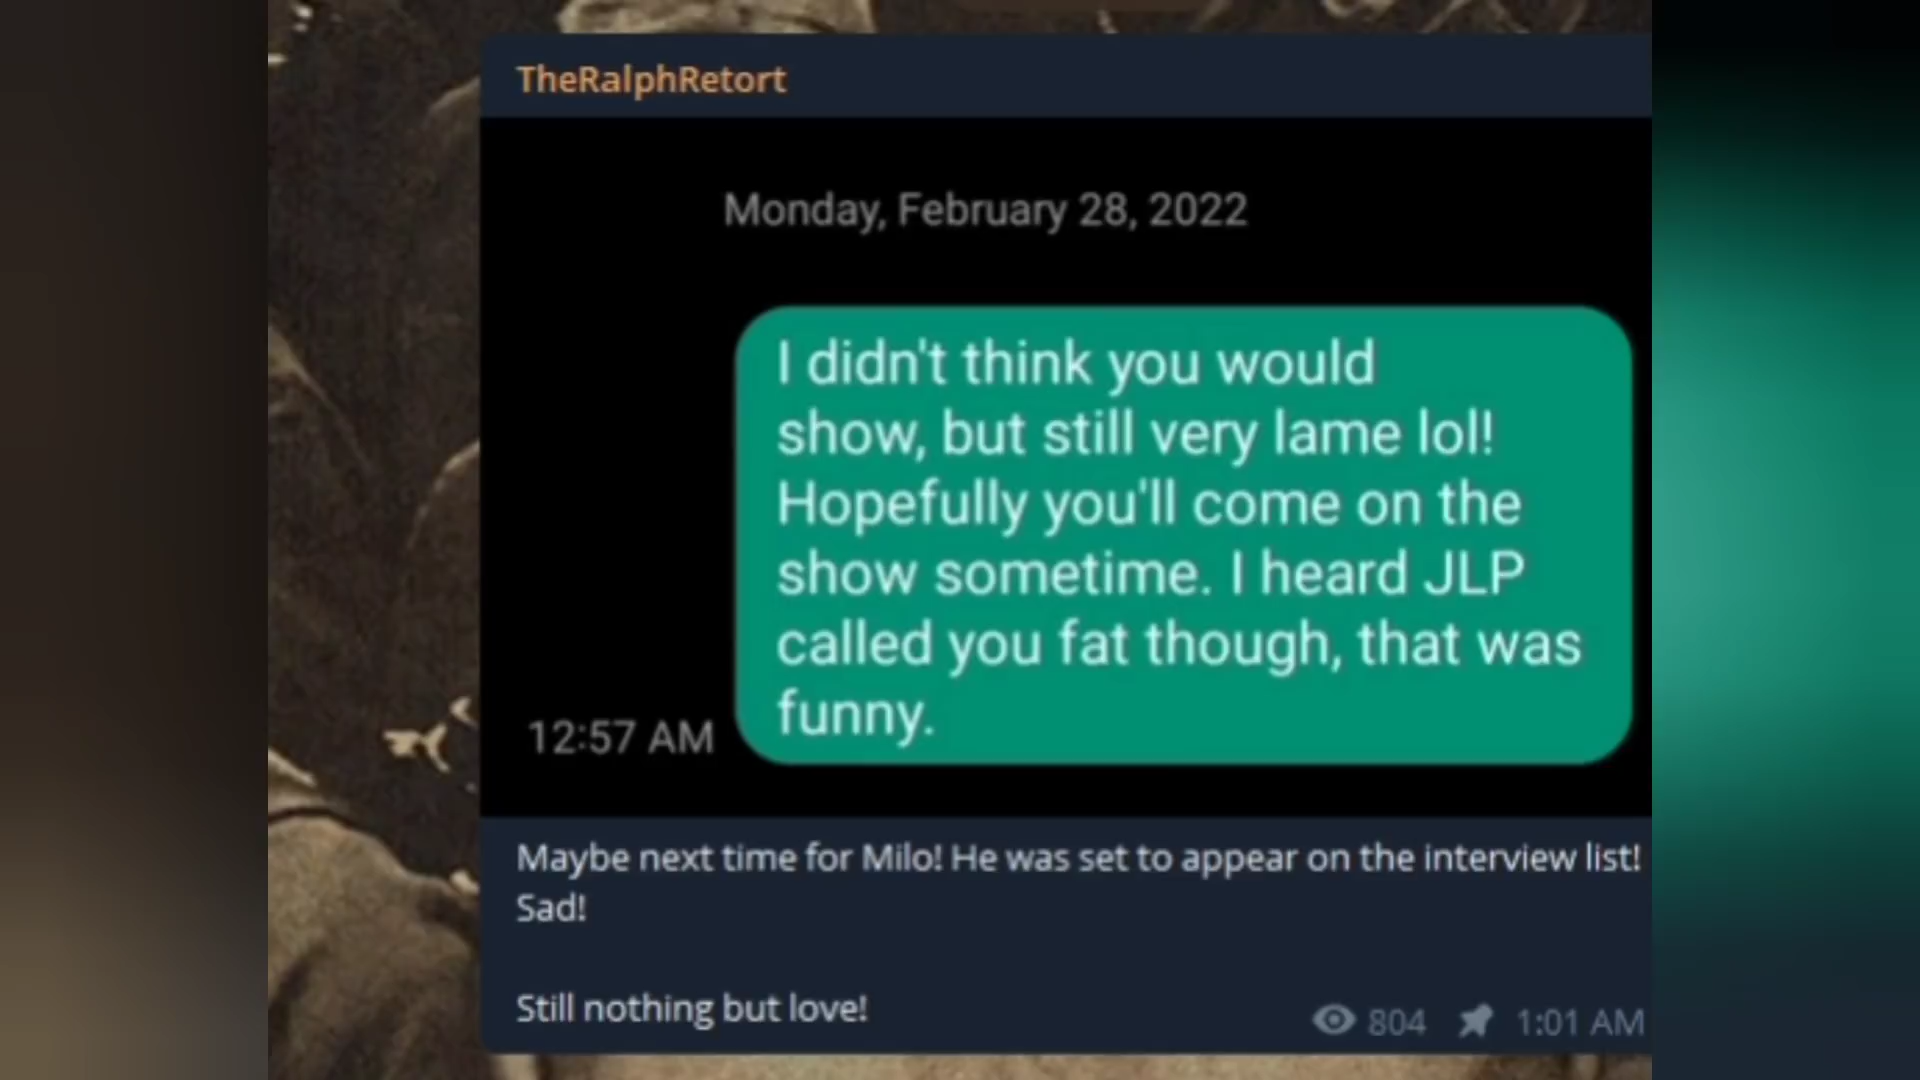 TheRalphRetort
Monday, February 28, 2022
I didn't think you would
show, but still very lame lol!
Hopefully you'll come on the
show sometime. I heard JLP
called you fat though, that was
funny.
12:57 AM
Maybe next time for Milo! He was set to appear on the interview list!
Sad!
Still nothing but love!
804 1:01 AM